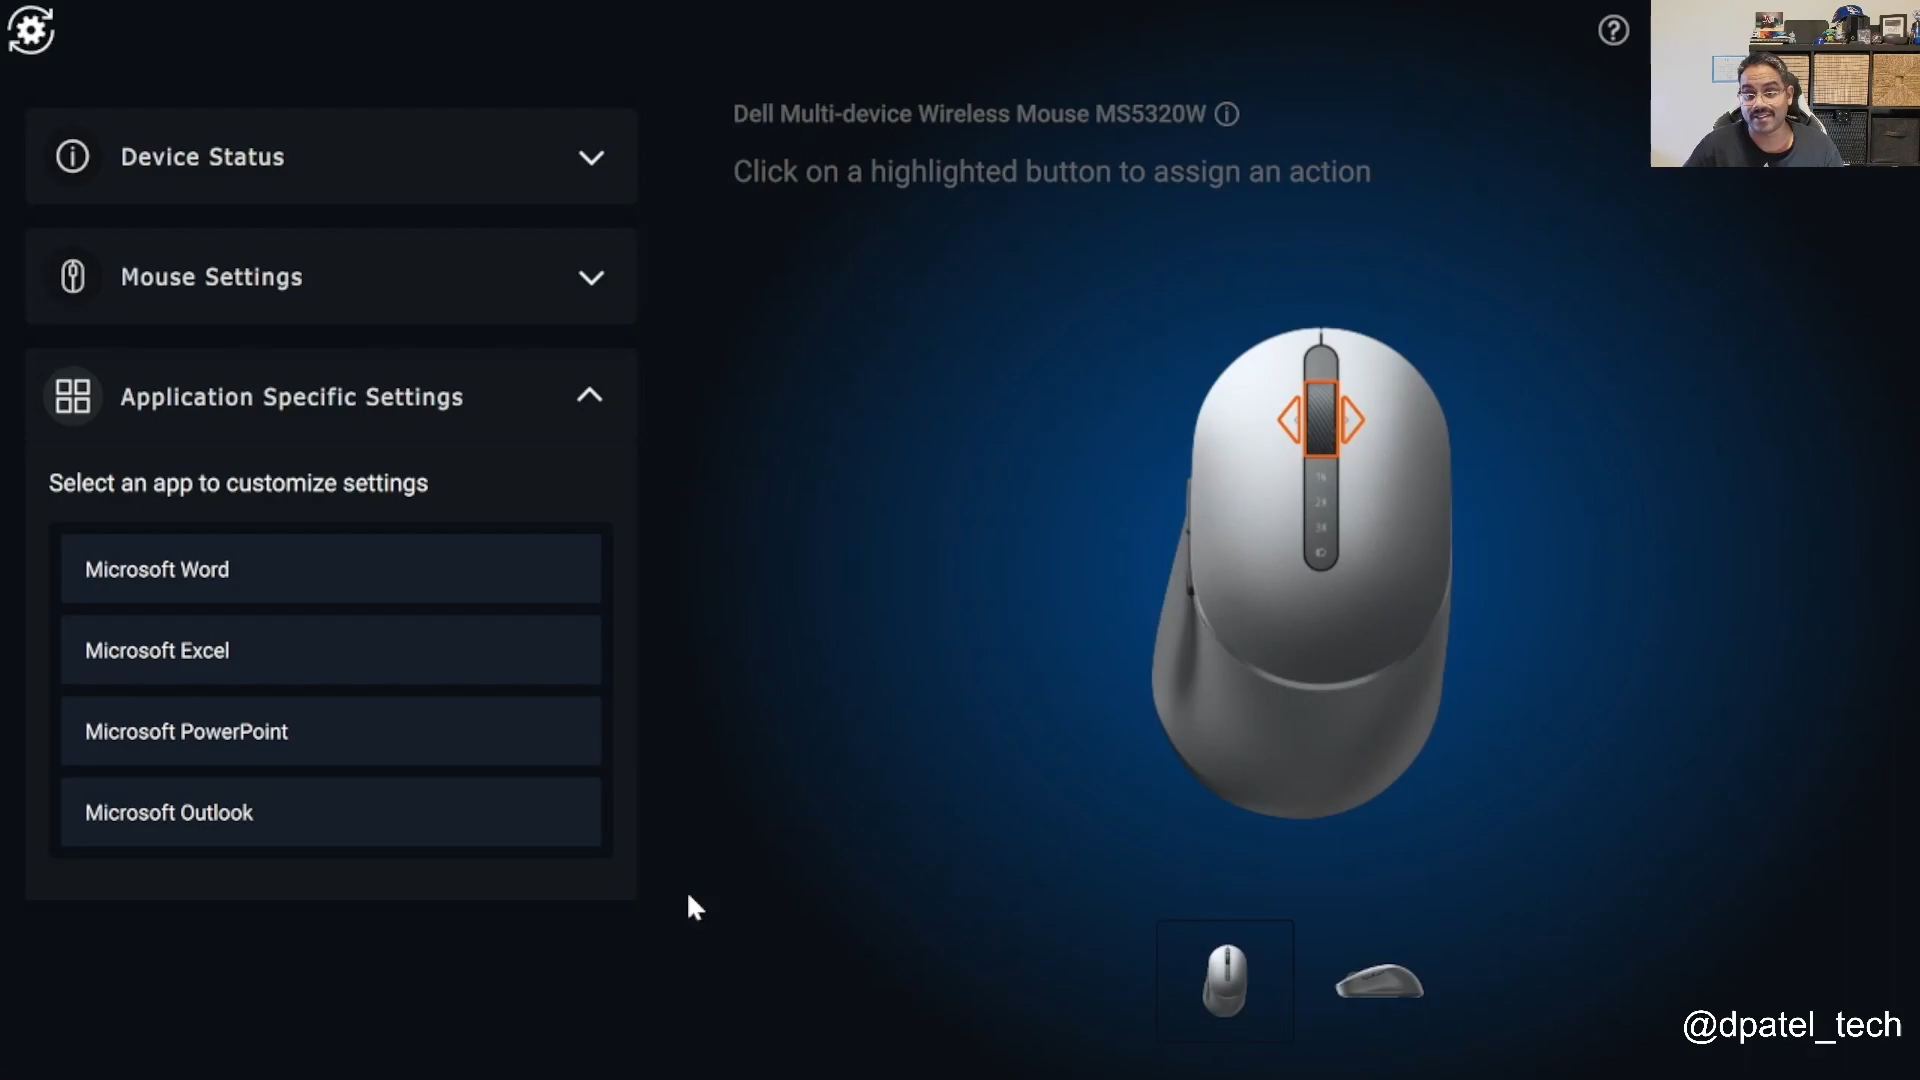 Device Status
Mouse Settings
Application Specific Settings
Select an app to customize settings
Microsoft Word
Microsoft Excel
Microsoft PowerPoint
Microsoft Outlook
Dell Multi-device Wireless Mouse MS5320W
Click on a highlighted button to assign an action
@dpatel_tech